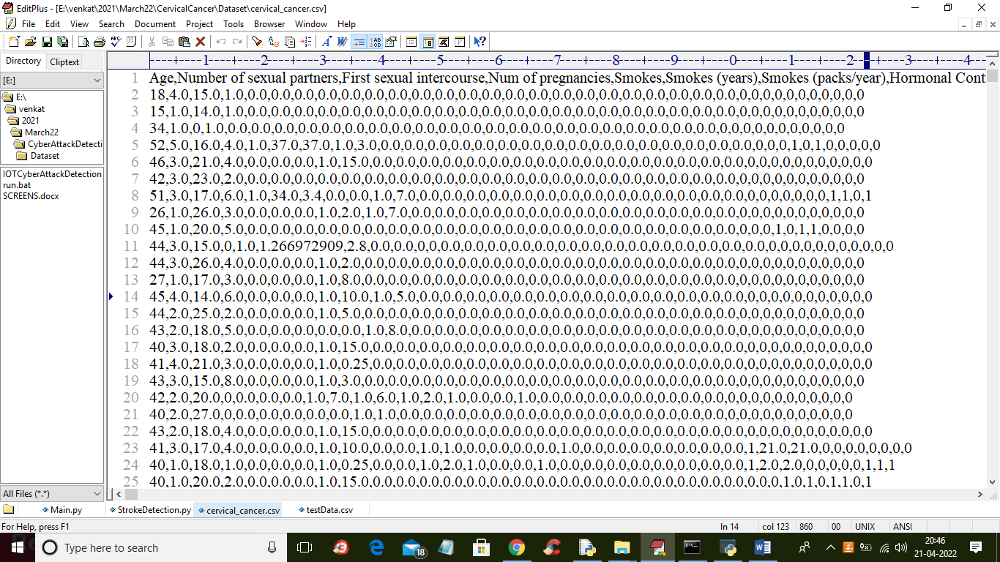 EditPlus - [E:\venkat\2021\March22\CervicalCancer\Dataset\cervical_cancer.csv]
File Edit View Search Document Project Tools Browser Window Help
Directory Cliptext
[E:]
E:\
venkat
2021
March22
CyberAttackDetecti
Dataset
IOTCyberAttackDetection
run.bat
SCREENS.docx
All Files (*.*)
----+----1----+----2----+----3----+----4----+----5----+----6----+----7----+----8----+----9----+----0----+----1----+----2----+----3----+----4--
1 Age,Number of sexual partners,First sexual intercourse,Num of pregnancies,Smokes,Smokes (years),Smokes (packs/year),Hormonal Cont
2 18,4.0,15.0,1.0,0.0,0.0,0.0,0.0,0.0,0.0,0.0,0.0,0.0,0.0,0.0,0.0,0.0,0.0,0.0,0.0,0.0,0.0,0.0,0.0,0.0,0,0,0,0,0,0,0,0,0,0,0
3 15,1.0,14.0,1.0,0.0,0.0,0.0,0.0,0.0,0.0,0.0,0.0,0.0,0.0,0.0,0.0,0.0,0.0,0.0,0.0,0.0,0.0,0.0,0.0,0.0,0,0,0,0,0,0,0,0,0,0,0
4 34,1.0,0,1.0,0.0,0.0,0.0,0.0,0.0,0.0,0.0,0.0,0.0,0.0,0.0,0.0,0.0,0.0,0.0,0.0,0.0,0.0,0.0,0.0,0.0,0,0,0,0,0,0,0,0,0,0,0
5 52,5.0,16.0,4.0,1.0,37.0,37.0,1.0,3.0,0.0,0.0,0.0,0.0,0.0,0.0,0.0,0.0,0.0,0.0,0.0,0.0,0.0,0.0,0.0,0.0,0,0,0,1,0,1,0,0,0,0,0
6 46,3.0,21.0,4.0,0.0,0.0,0.0,1.0,15.0,0.0,0.0,0.0,0.0,0.0,0.0,0.0,0.0,0.0,0.0,0.0,0.0,0.0,0.0,0.0,0.0,0,0,0,0,0,0,0,0,0,0,0
7 42,3.0,23.0,2.0,0.0,0.0,0.0,0.0,0.0,0.0,0.0,0.0,0.0,0.0,0.0,0.0,0.0,0.0,0.0,0.0,0.0,0.0,0.0,0.0,0.0,0,0,0,0,0,0,0,0,0,0,0
8 51,3.0,17.0,6.0,1.0,34.0,3.4,0.0,0.0,1.0,7.0,0.0,0.0,0.0,0.0,0.0,0.0,0.0,0.0,0.0,0.0,0.0,0.0,0.0,0.0,0,0,0,0,0,0,0,1,1,0,1
9 26,1.0,26.0,3.0,0.0,0.0,0.0,1.0,2.0,1.0,7.0,0.0,0.0,0.0,0.0,0.0,0.0,0.0,0.0,0.0,0.0,0.0,0.0,0.0,0.0,0,0,0,0,0,0,0,0,0,0,0
10 45,1.0,20.0,5.0,0.0,0.0,0.0,0.0,0.0,0.0,0.0,0.0,0.0,0.0,0.0,0.0,0.0,0.0,0.0,0.0,0.0,0.0,0.0,0.0,0.0,0,0,0,1,0,1,1,0,0,0,0
11 44,3.0,15.0,0,1.0,1.266972909,2.8,0.0,0.0,0,0,0.0,0.0,0.0,0.0,0.0,0.0,0.0,0.0,0.0,0.0,0.0,0.0,0.0,0.0,0,0,0,0,0,0,0,0,0,0,0
12 44,3.0,26.0,4.0,0.0,0.0,0.0,1.0,2.0,0.0,0.0,0.0,0.0,0.0,0.0,0.0,0.0,0.0,0.0,0.0,0.0,0.0,0.0,0.0,0.0,0,0,0,0,0,0,0,0,0,0,0
13 27,1.0,17.0,3.0,0.0,0.0,0.0,1.0,8.0,0.0,0.0,0.0,0.0,0.0,0.0,0.0,0.0,0.0,0.0,0.0,0.0,0.0,0.0,0.0,0.0,0,0,0,0,0,0,0,0,0,0,0
14 45,4.0,14.0,6.0,0.0,0.0,0.0,1.0,10.0,1.0,5.0,0.0,0.0,0.0,0.0,0.0,0.0,0.0,0.0,0.0,0.0,0.0,0.0,0.0,0.0,0,0,0,0,0,0,0,0,0,0,0
15 44,2.0,25.0,2.0,0.0,0.0,0.0,1.0,5.0,0.0,0.0,0.0,0.0,0.0,0.0,0.0,0.0,0.0,0.0,0.0,0.0,0.0,0.0,0.0,0.0,0,0,0,0,0,0,0,0,0,0,0
16 43,2.0,18.0,5.0,0.0,0.0,0.0,0.0,0.0,1.0,8.0,0.0,0.0,0.0,0.0,0.0,0.0,0.0,0.0,0.0,0.0,0.0,0.0,0.0,0.0,0,0,0,0,0,0,0,0,0,0,0
17 40,3.0,18.0,2.0,0.0,0.0,0.0,1.0,15.0,0.0,0.0,0.0,0.0,0.0,0.0,0.0,0.0,0.0,0.0,0.0,0.0,0.0,0.0,0.0,0.0,0,0,0,0,0,0,0,0,0,0,0
18 41,4.0,21.0,3.0,0.0,0.0,0.0,1.0,0.25,0.0,0.0,0.0,0.0,0.0,0.0,0.0,0.0,0.0,0.0,0.0,0.0,0.0,0.0,0.0,0.0,0,0,0,0,0,0,0,0,0,0,0
19 43,3.0,15.0,8.0,0.0,0.0,0.0,1.0,3.0,0.0,0.0,0.0,0.0,0.0,0.0,0.0,0.0,0.0,0.0,0.0,0.0,0.0,0.0,0.0,0.0,0,0,0,0,0,0,0,0,0,0,0
20 42,2.0,20.0,0,0.0,0.0,0.0,1.0,7.0,1.0,6.0,1.0,2.0,1.0,0.0,0.0,1.0,0.0,0.0,0.0,0.0,0.0,0.0,0.0,0.0,0,0,0,0,0,0,0,0,0,0,0
21 40,2.0,27.0,0,0.0,0.0,0.0,0.0,0.0,1.0,1.0,0.0,0.0,0.0,0.0,0.0,0.0,0.0,0.0,0.0,0.0,0.0,0.0,0.0,0.0,0,0,0,0,0,0,0,0,0,0,0
22 43,2.0,18.0,4.0,0.0,0.0,0.0,1.0,15.0,0.0,0.0,0.0,0.0,0.0,0.0,0.0,0.0,0.0,0.0,0.0,0.0,0.0,0.0,0.0,0.0,0,0,0,0,0,0,0,0,0,0,0
23 41,3.0,17.0,4.0,0.0,0.0,0.0,1.0,10.0,0.0,0.0,1.0,1.0,0.0,0.0,0.0,0.0,1.0,0.0,0.0,0.0,0.0,0.0,0.0,0.0,1,21.0,21.0,0,0,0,0,0,0,0,0
24 40,1.0,18.0,1.0,0.0,0.0,0.0,1.0,0.25,0.0,0.0,1.0,2.0,1.0,0.0,0.0,1.0,0.0,0.0,0.0,0.0,0.0,0.0,0.0,0.0,1,2.0,2.0,0,0,0,0,0,1,1,1
25 40,1.0,20.0,2.0,0.0,0.0,0.0,1.0,15.0,0.0,0.0,0.0,0.0,0.0,0.0,0.0,0.0,0.0,0.0,0.0,0.0,0.0,0.0,0.0,0.0,0,0,0,1,0,1,0,1,1,0,1
Main.py StrokeDetection.py cervical_cancer.csv testData.csv
For Help, press F1 ln 14 col 123 860 00 UNIX ANSI
Type here to search
18
20:46
21-04-2022